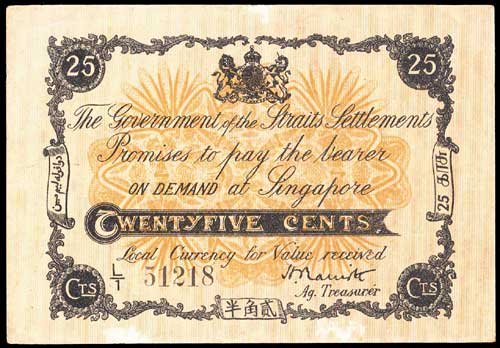 25
25
The Government of the Straits Settlements
Promises to pay the bearer
ON DEMAND at Singapore
TWENTYFIVE CENTS.
Local Currency for Value received
L/1 51218
Ag. Treasurer
貳角半
CTS
CTS